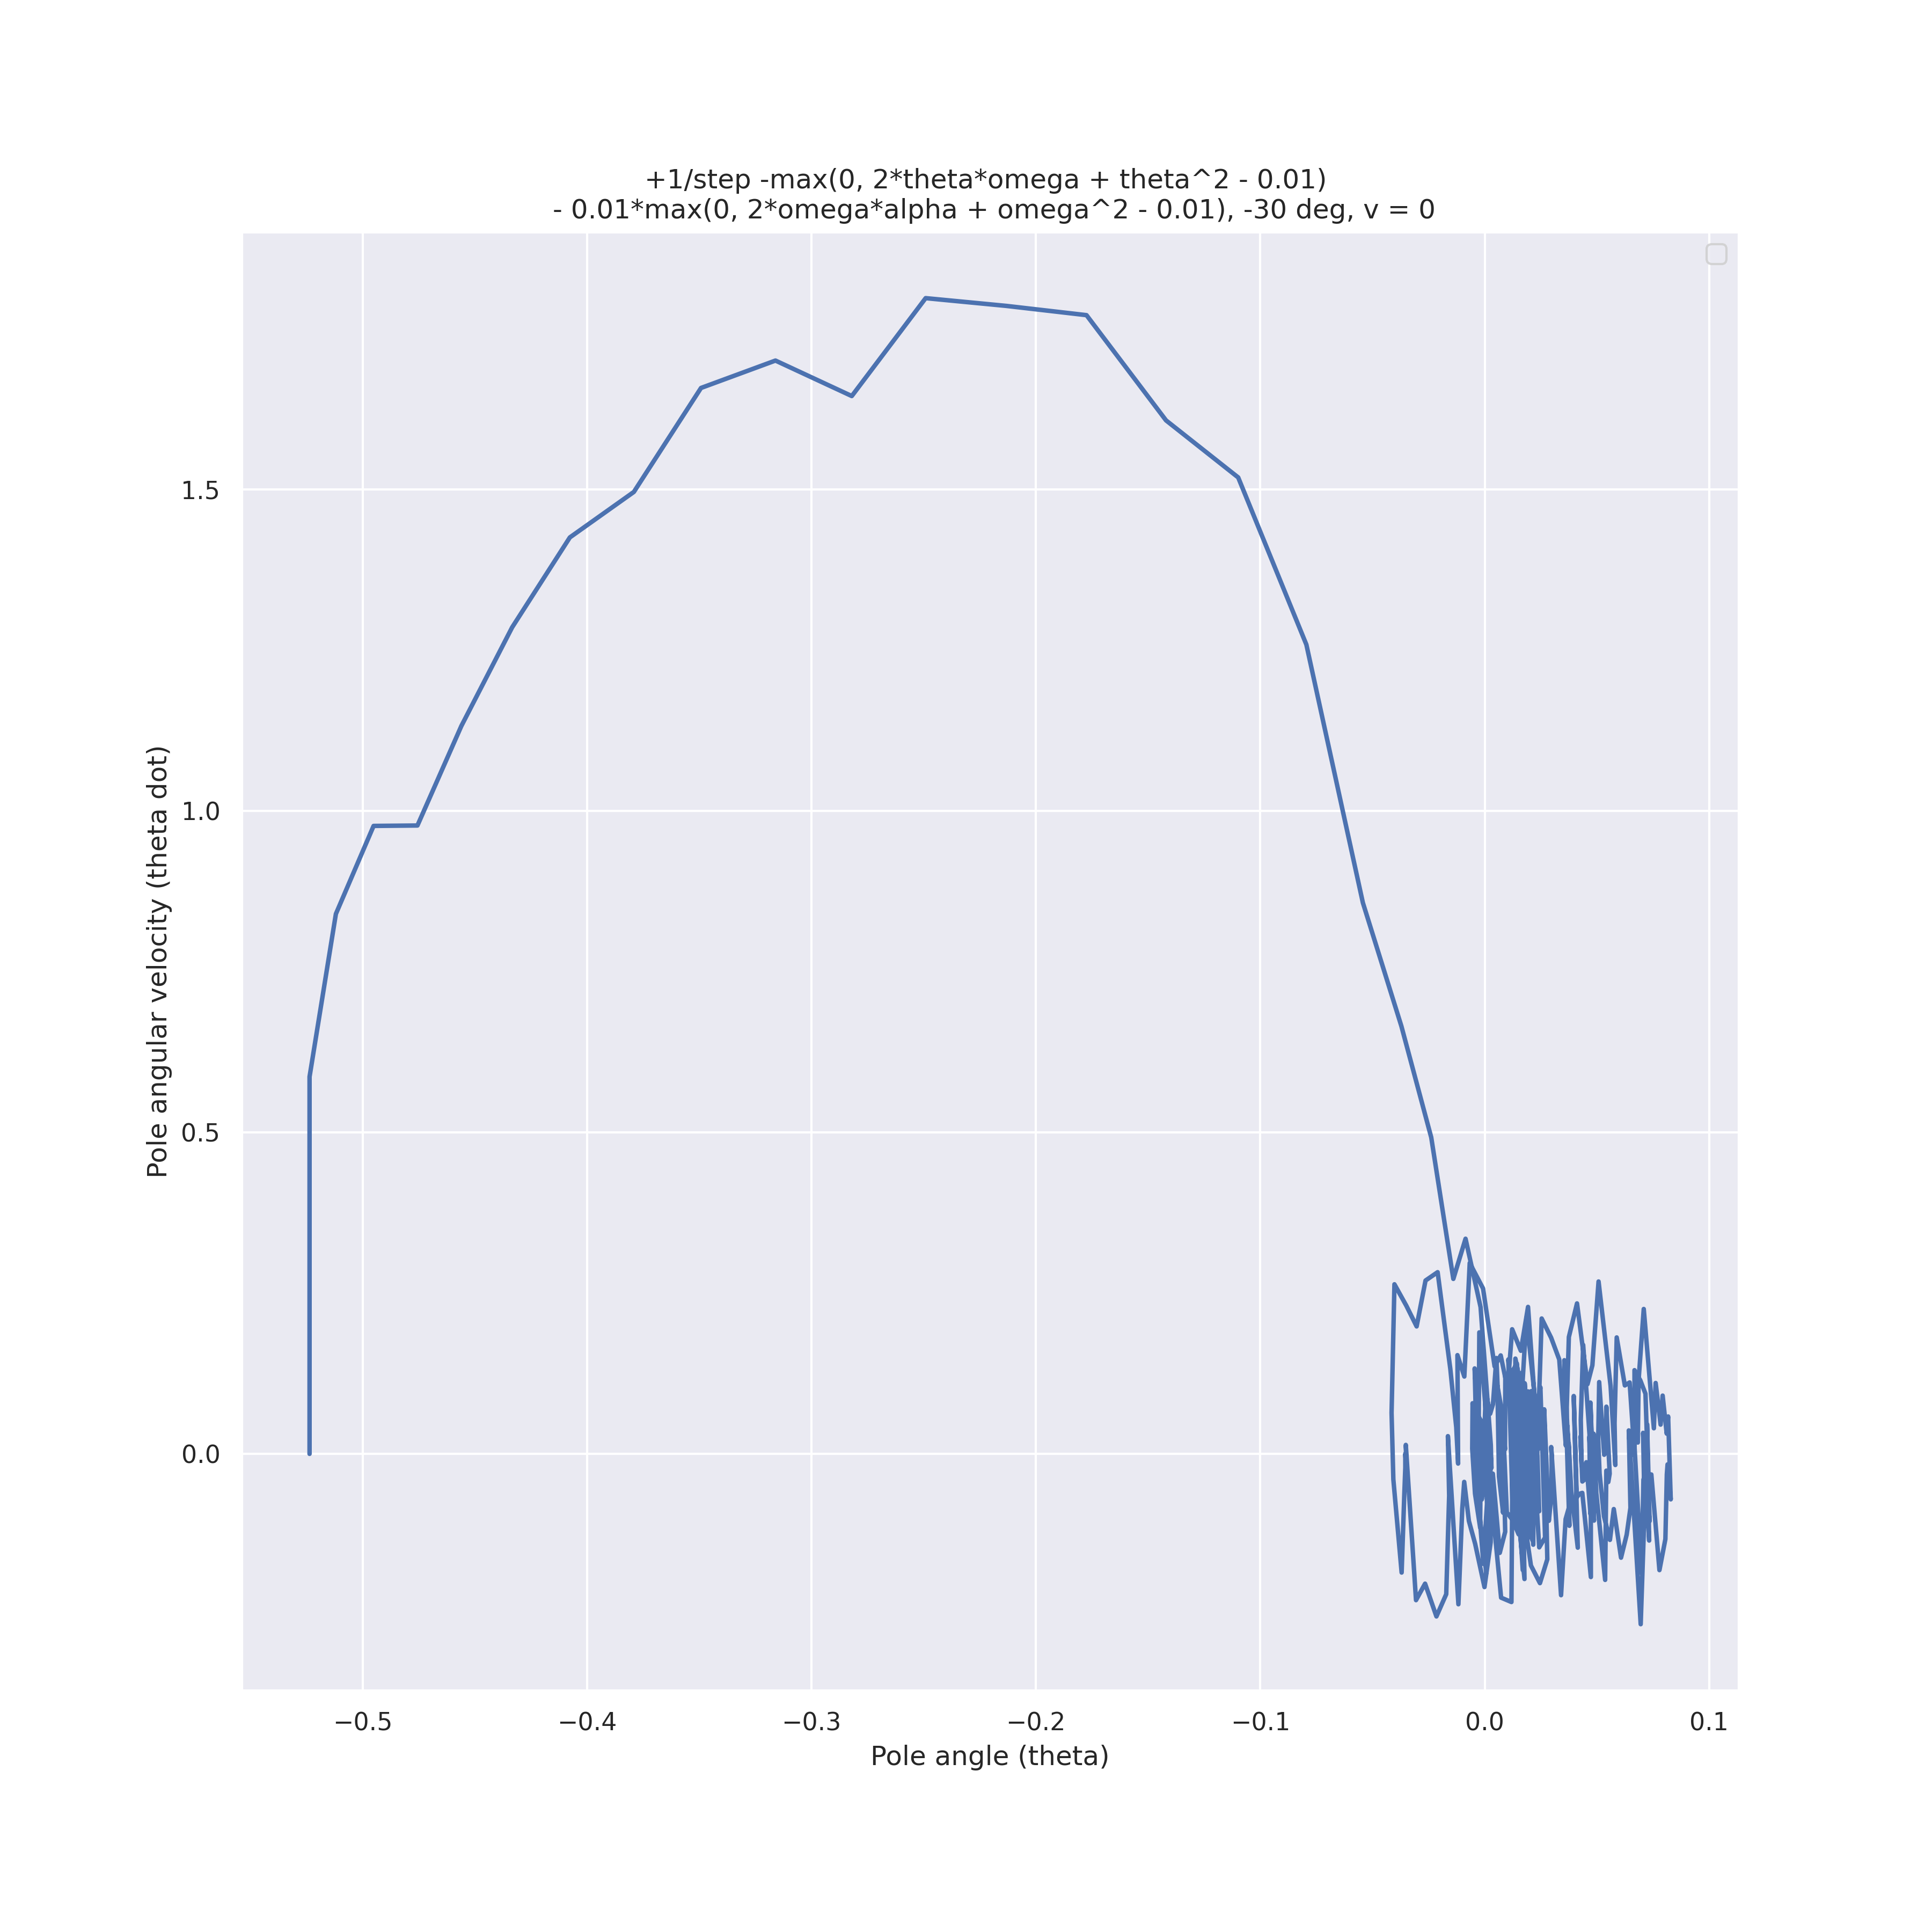 +1/step -max(0, 2*theta*omega + theta^2 - 0.01)
- 0.01*max(0, 2*omega*alpha + omega^2 - 0.01), -30 deg, v = 0
Pole angular velocity (theta dot)
1.5
1.0
0.5
0.0
−0.5
−0.4
−0.3
−0.2
−0.1
0.0
0.1
Pole angle (theta)